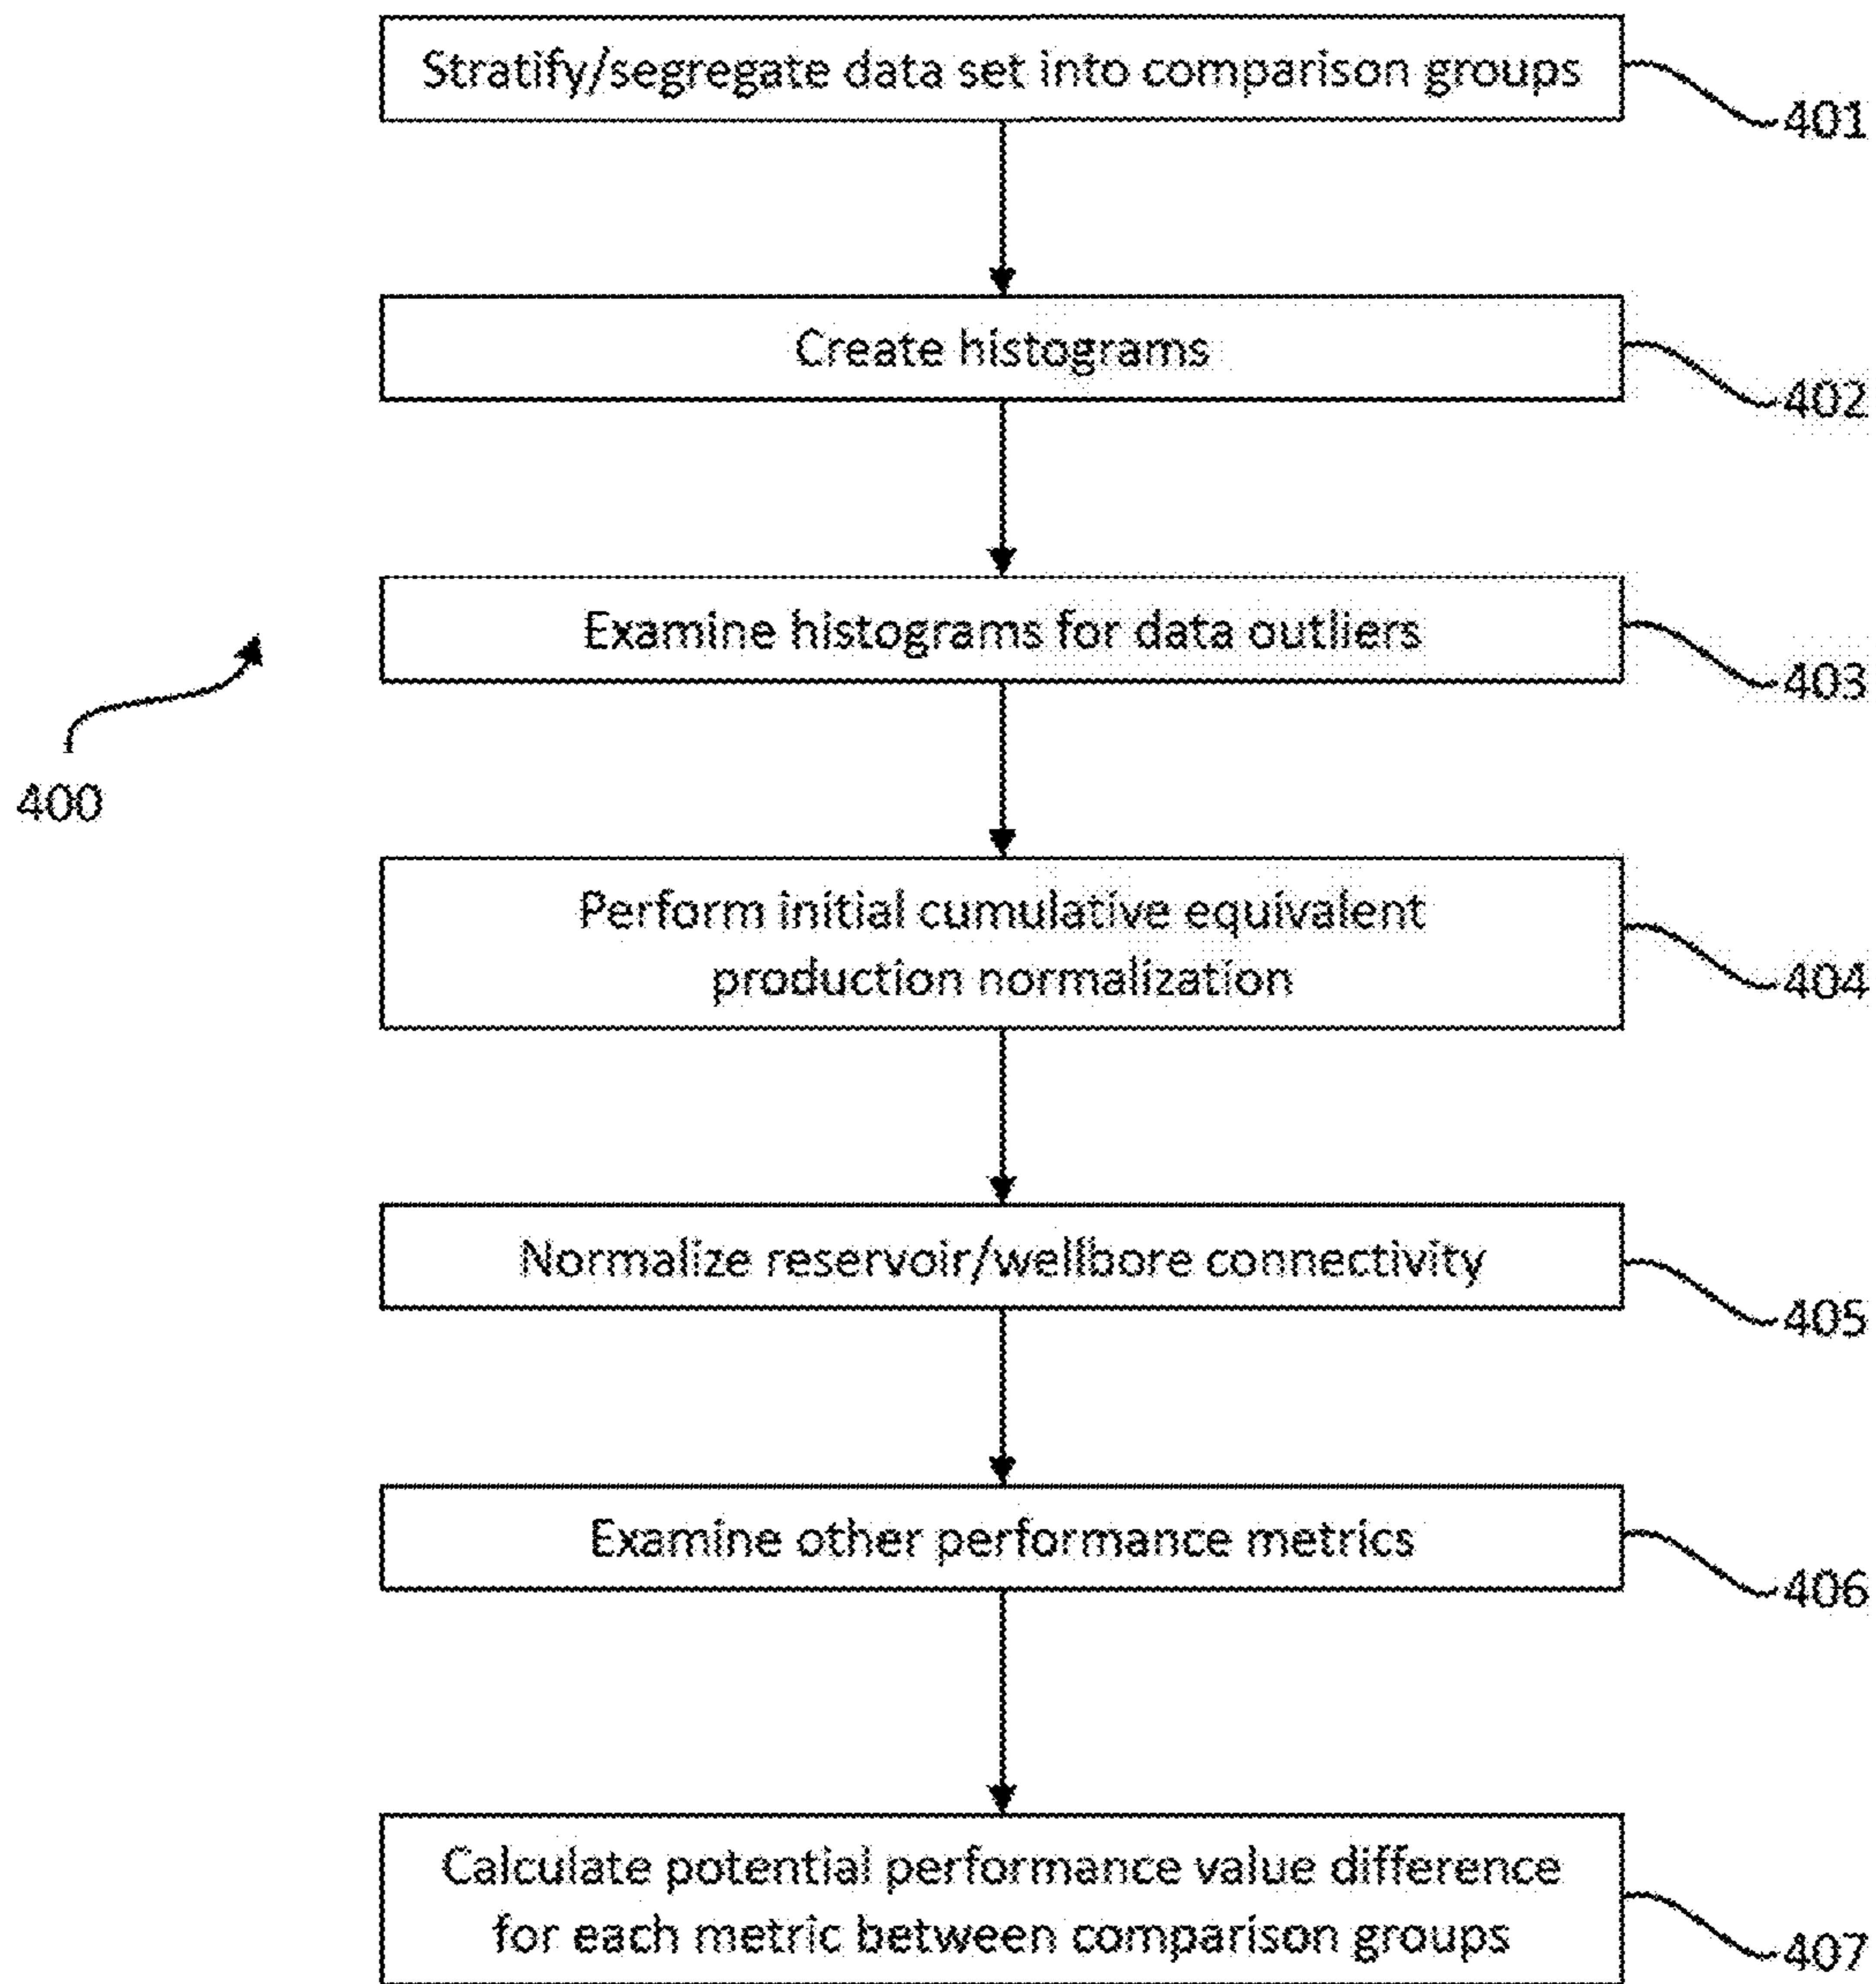 Stratify/segregate data set into comparison groups
401
Create histograms
402
Examine histograms for data outliers
403
400
Perform initial cumulative equivalent
production normalization
404
Normalize reservoir/wellbore connectivity
405
Examine other performance metrics
406
Calculate potential performance value difference
for each metric between comparison groups
407